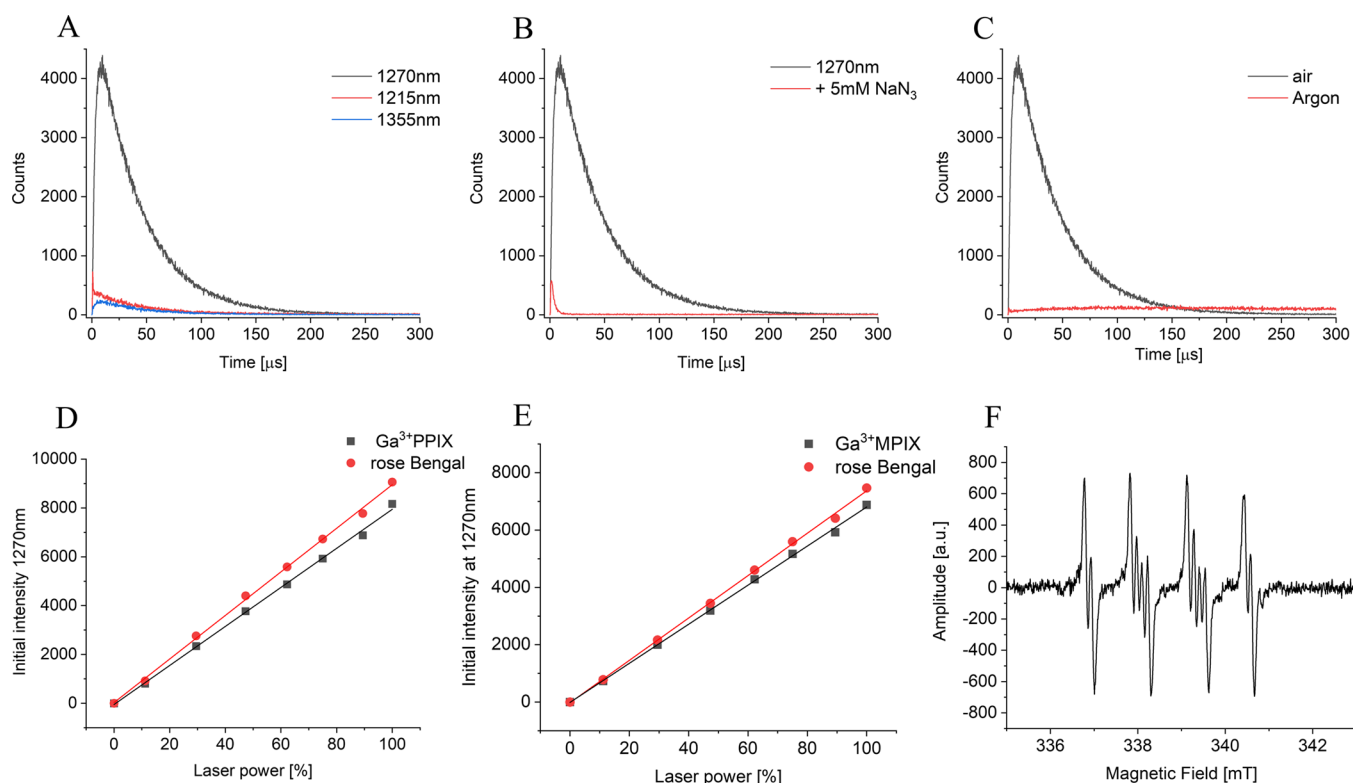 A
1270nm
1215nm
1355nm
Counts
4000
3000
2000
1000
0
0 50 100 150 200 250 300
Time [μs]
B
1270nm
+ 5mM NaN₃
Counts
4000
3000
2000
1000
0
0 50 100 150 200 250 300
Time [μs]
C
air
Argon
Counts
4000
3000
2000
1000
0
0 50 100 150 200 250 300
Time [μs]
D
Ga³⁺PPIX
rose Bengal
Initial intensity 1270nm
10000
8000
6000
4000
2000
0
0 20 40 60 80 100
Laser power [%]
E
Ga³⁺MPIX
rose Bengal
Initial intensity at 1270nm
8000
6000
4000
2000
0
0 20 40 60 80 100
Laser power [%]
F
Amplitude [a.u.]
800
600
400
200
0
-200
-400
-600
-800
336 338 340 342
Magnetic Field [mT]